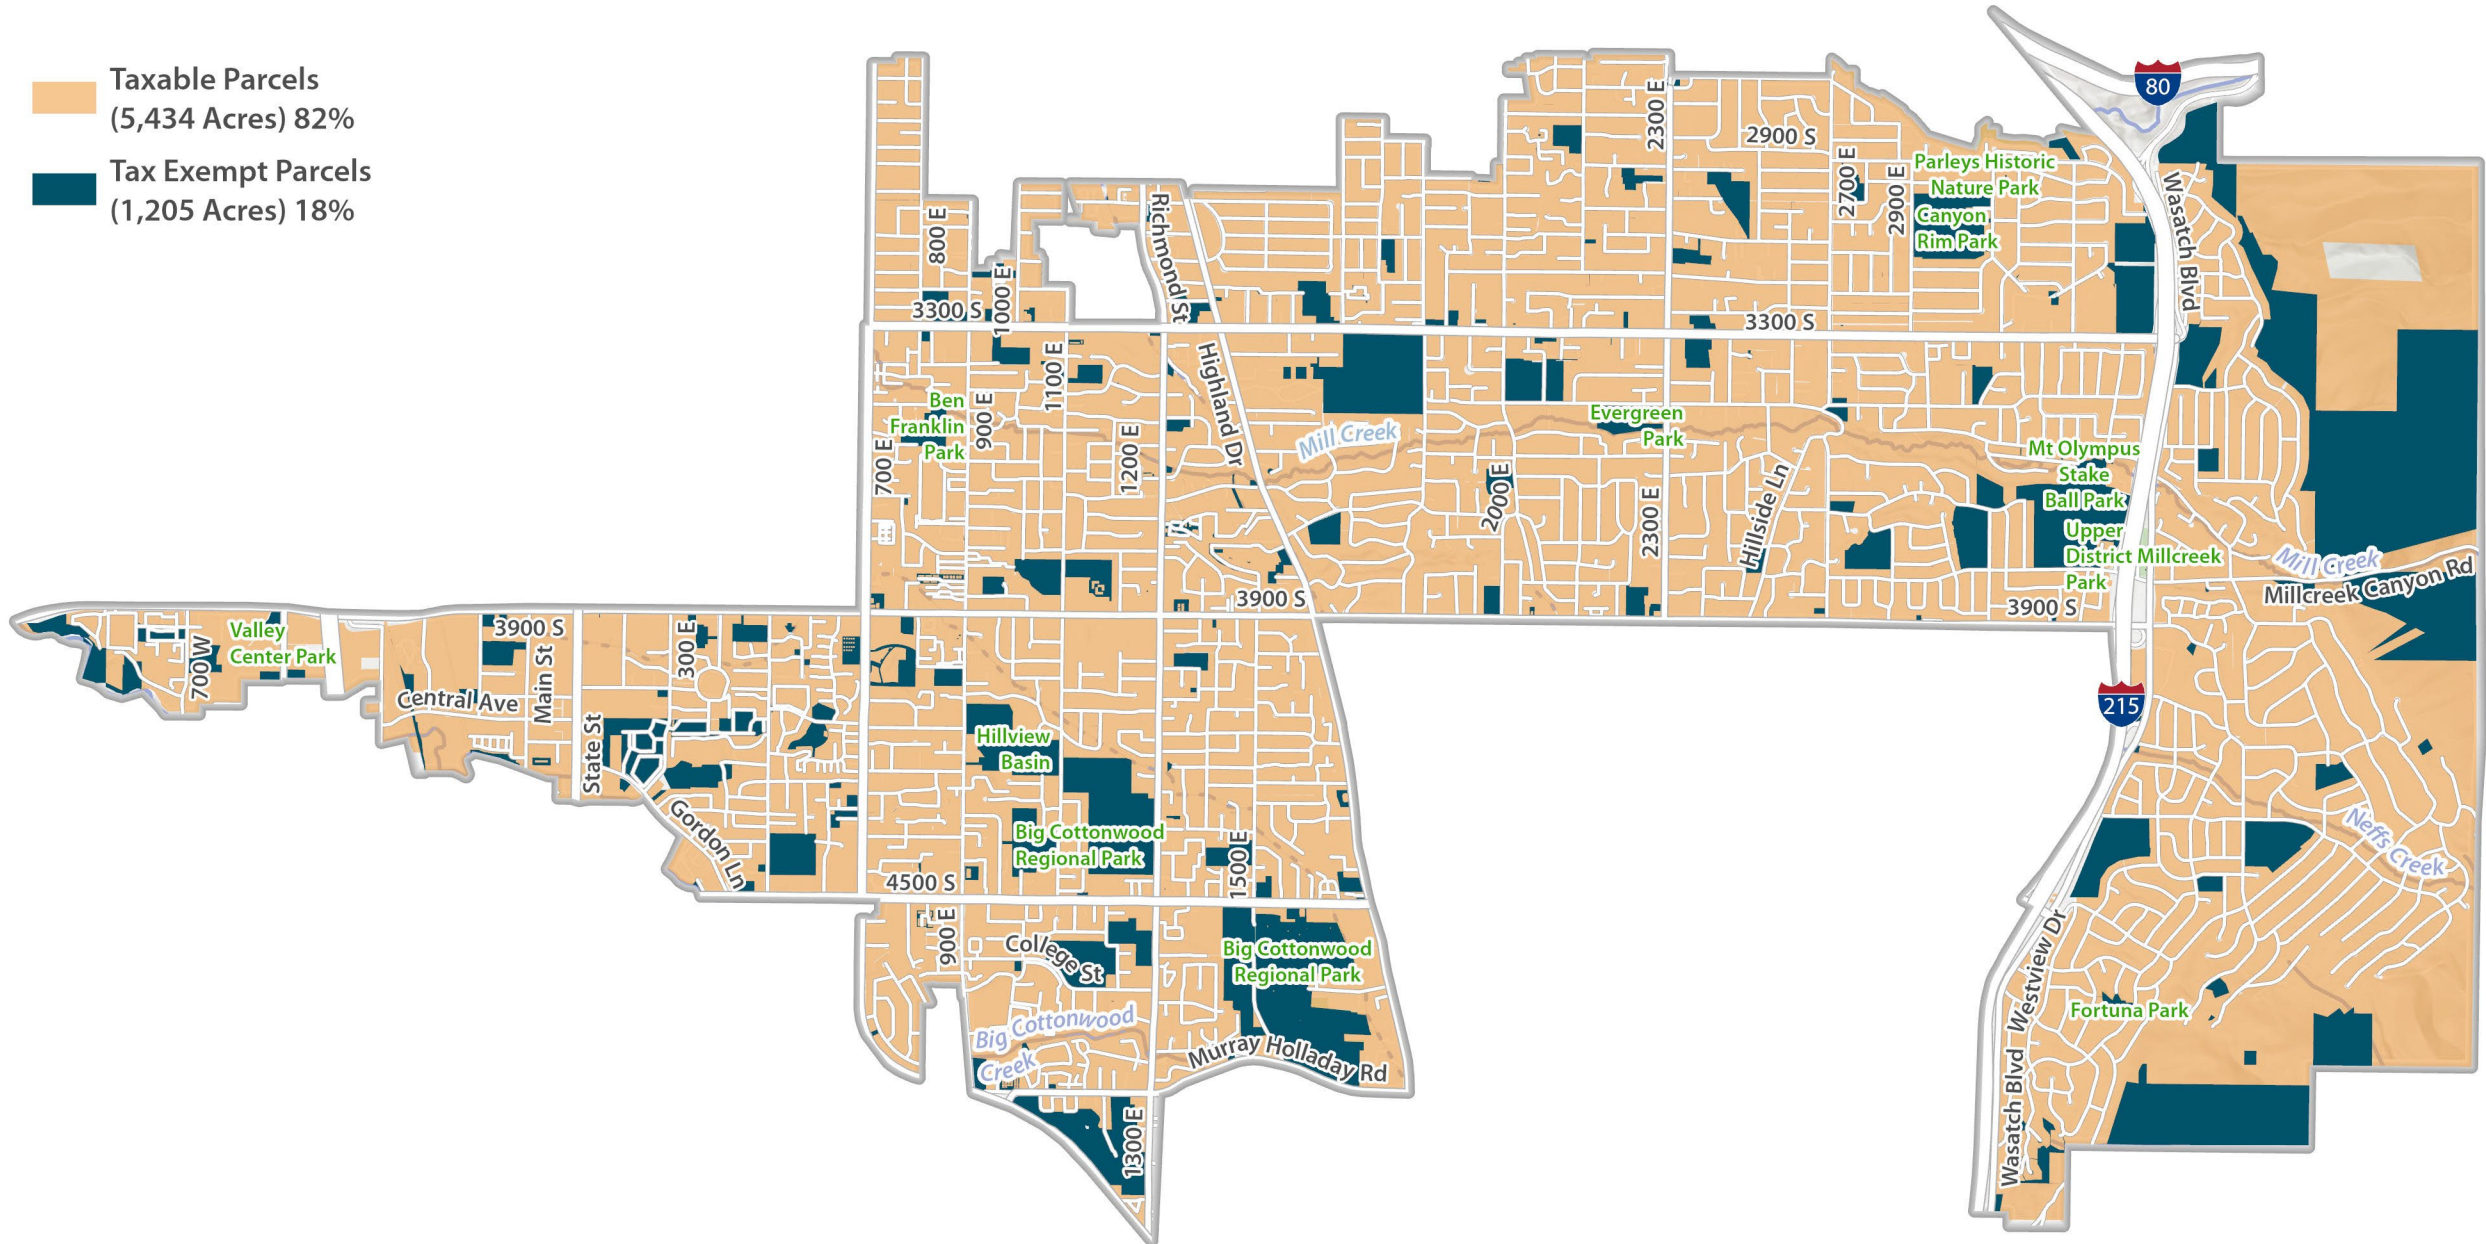 Taxable Parcels
(5,434 Acres) 82%
Tax Exempt Parcels
(1,205 Acres) 18%
80
2300 E
2900 S
2700 E
2900 E
Parleys Historic
Nature Park
Canyon
Rim Park
Wasatch Blvd
800 E
Richmond St
1000 E
3300 S
3300 S
1100 E
Highland Dr
Ben
Franklin
Park
900 E
700 E
1200 E
Mill Creek
Evergreen
Park
2000 E
2300 E
Hillside Ln
Mt Olympus
Stake
Ball Park
Upper
District Millcreek
Park
Mill Creek
Millcreek Canyon Rd
3900 S
3900 S
3900 S
Valley
Center Park
700 W
Central Ave
Main St
300 E
State St
Gordon Ln
215
Hillview
Basin
Big Cottonwood
Regional Park
1500 E
4500 S
Neffs Creek
900 E
College St
Big Cottonwood
Regional Park
Westview Dr
Fortuna Park
Big Cottonwood
Creek
Murray Holladay Rd
Wasatch Blvd
1300 E